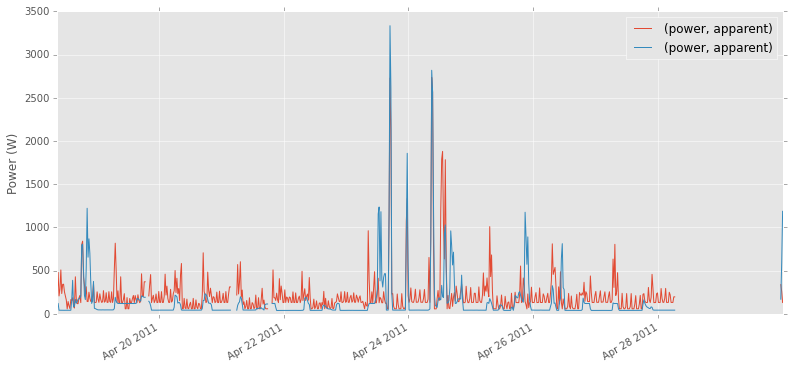 3500
(power, apparent)
(power, apparent)
3000
2500
2000
Power (W)
1500
1000
500
0
Apr 20 2011
Apr 22 2011
Apr 24 2011
Apr 26 2011
Apr 28 2011